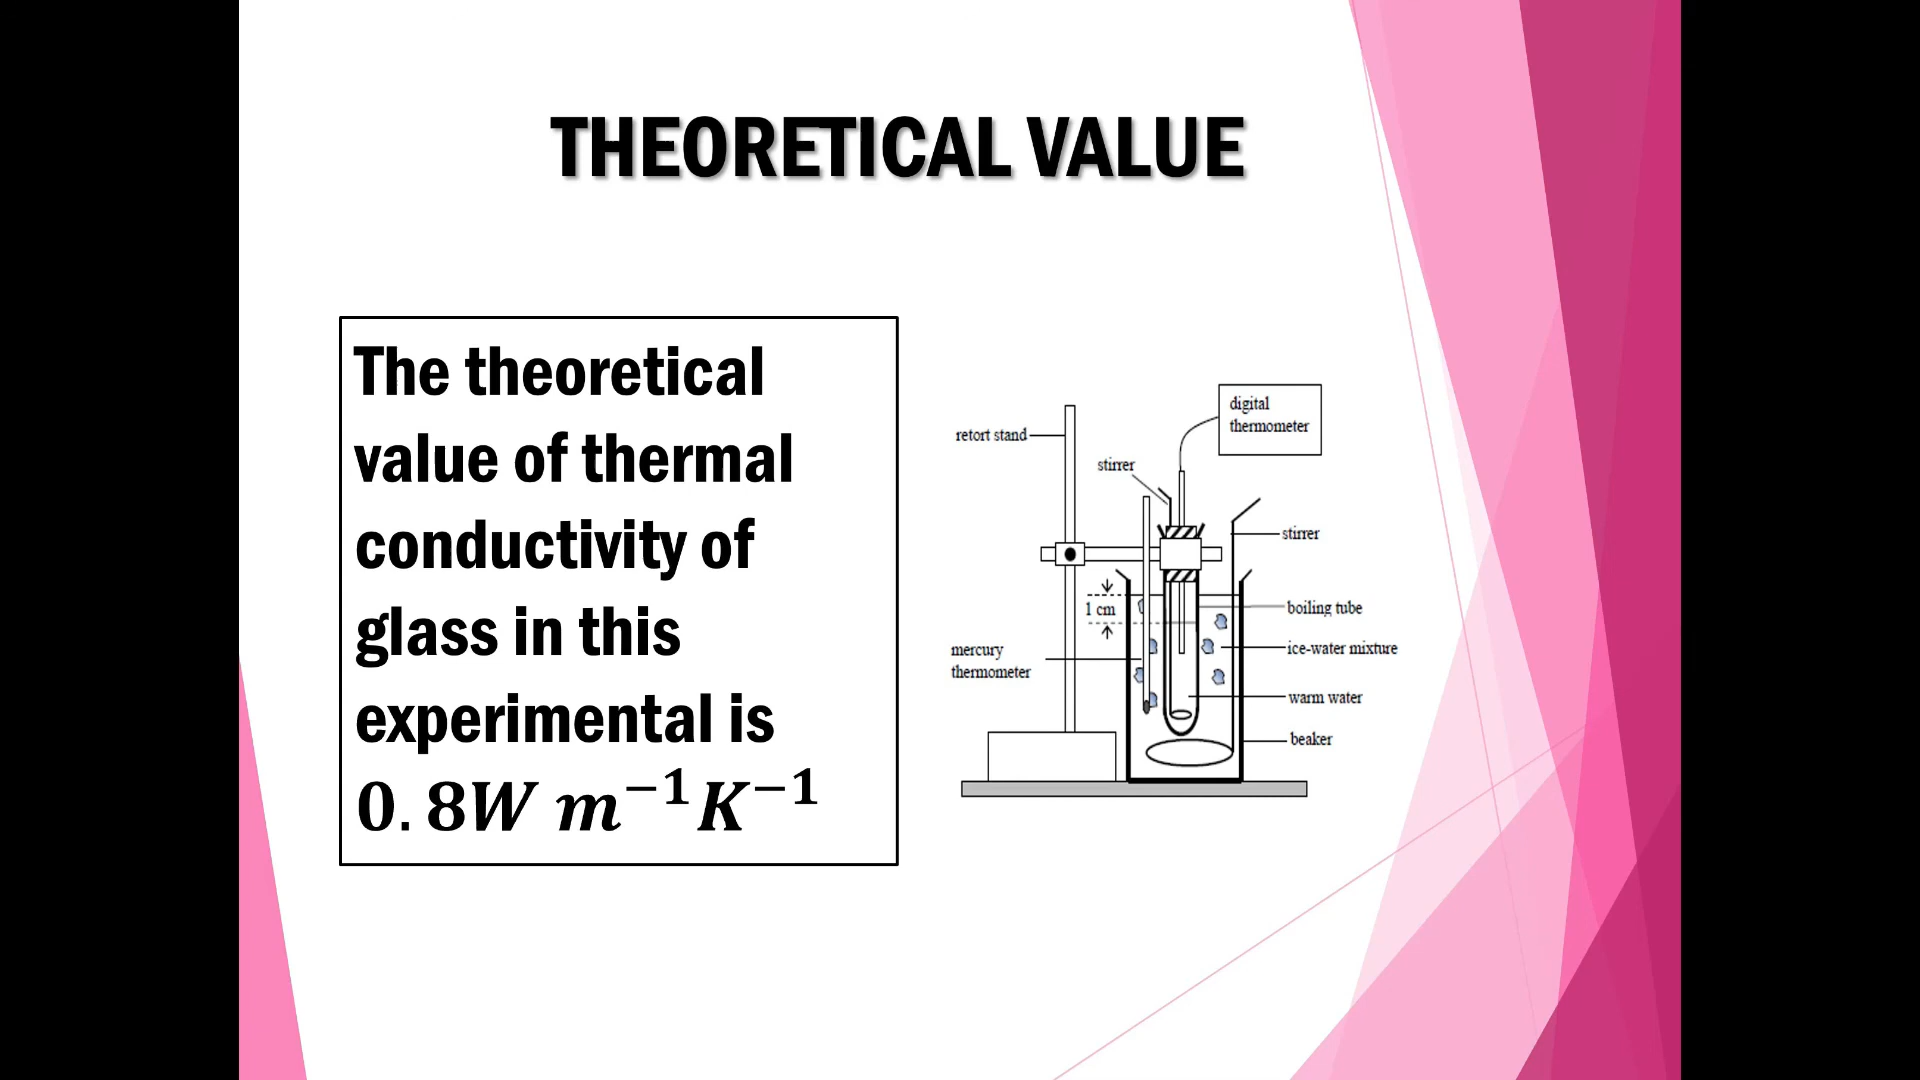 THEORETICAL VALUE
The theoretical
value of thermal
conductivity of
glass in this
experimental is
0.8W m⁻¹K⁻¹
digital
thermometer
retort stand
stirrer
stirrer
1 cm
boiling tube
mercury
thermometer
ice-water mixture
warm water
beaker